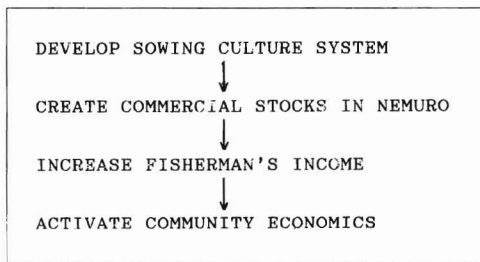 DEVELOP SOWING CULTURE SYSTEM
CREATE COMMERCIAL STOCKS IN NEMURO
INCREASE FISHERMAN'S INCOME
ACTIVATE COMMUNITY ECONOMICS